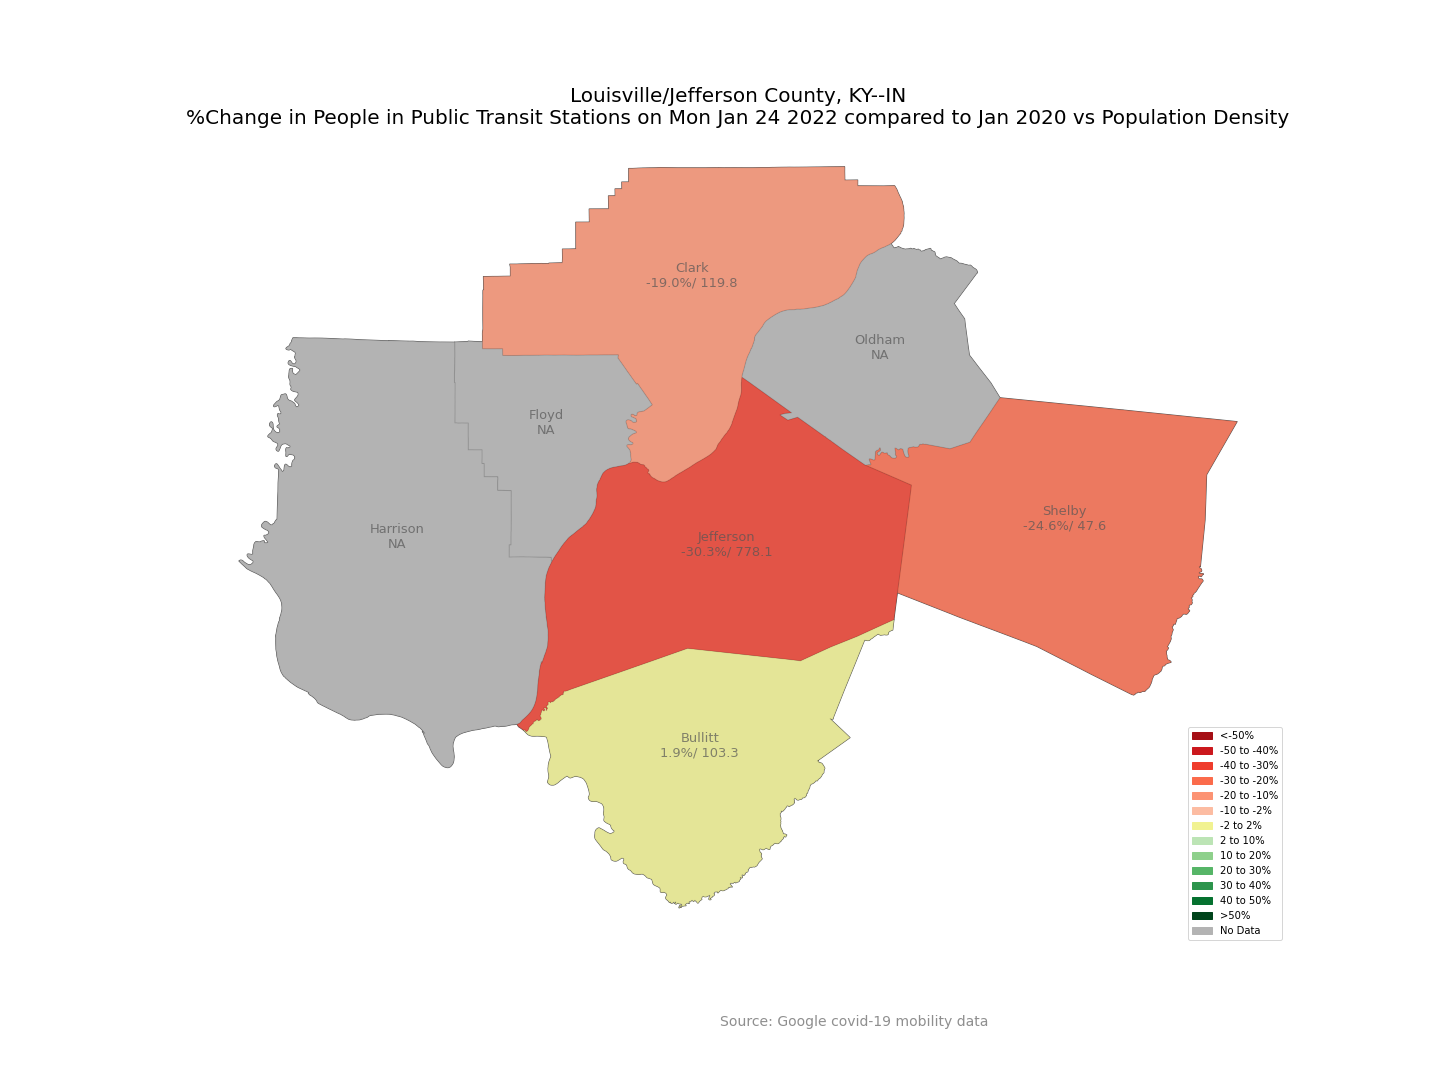 Louisville/Jefferson County, KY--IN
%Change in People in Public Transit Stations on Mon Jan 24 2022 compared to Jan 2020 vs Population Density
Clark
-19.0%/ 119.8
Oldham
NA
Floyd
NA
Harrison
NA
Jefferson
-30.3%/ 778.1
Shelby
-24.6%/ 47.6
Bullitt
1.9%/ 103.3
<-50%
-50 to -40%
-40 to -30%
-30 to -20%
-20 to -10%
-10 to -2%
-2 to 2%
2 to 10%
10 to 20%
20 to 30%
30 to 40%
40 to 50%
>50%
No Data
Source: Google covid-19 mobility data